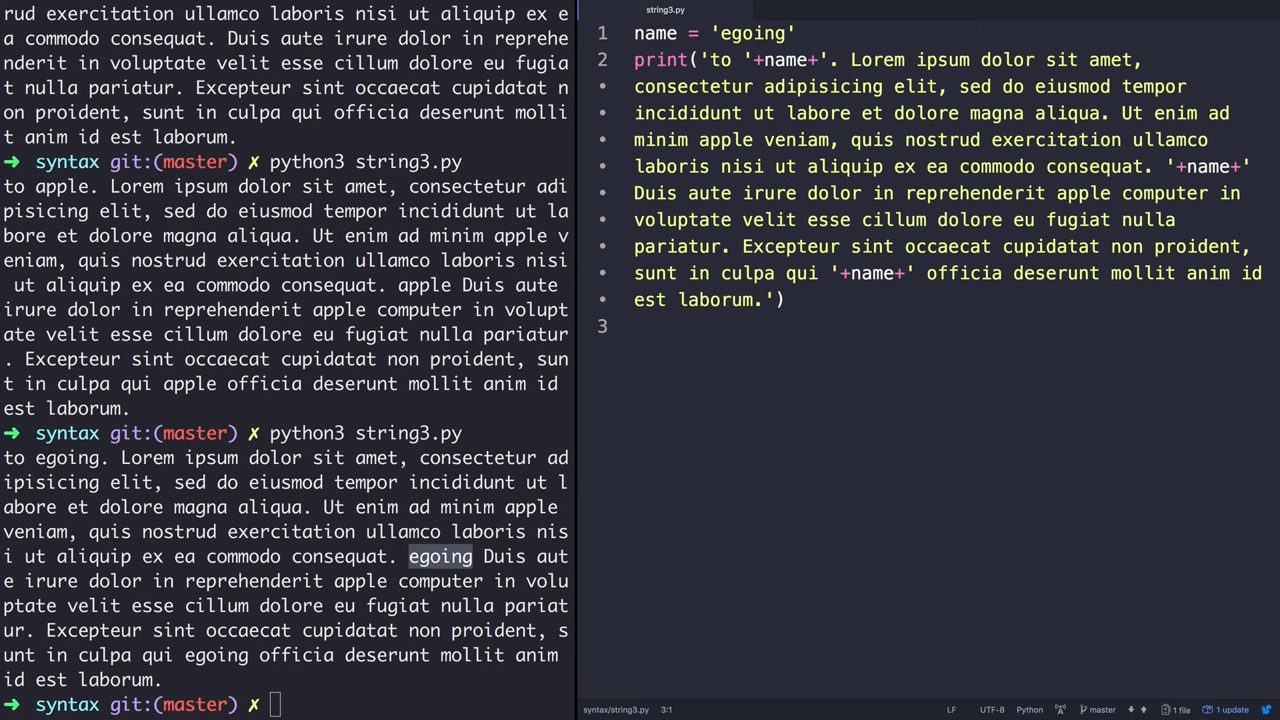 rud exercitation ullamco laboris nisi ut aliquip ex e
a commodo consequat. Duis aute irure dolor in reprehe
nderit in voluptate velit esse cillum dolore eu fugia
t nulla pariatur. Excepteur sint occaecat cupidatat n
on proident, sunt in culpa qui officia deserunt molli
t anim id est laborum.
➜ syntax git:(master) ✗ python3 string3.py
to apple. Lorem ipsum dolor sit amet, consectetur adi
pisicing elit, sed do eiusmod tempor incididunt ut la
bore et dolore magna aliqua. Ut enim ad minim apple v
eniam, quis nostrud exercitation ullamco laboris nisi
 ut aliquip ex ea commodo consequat. apple Duis aute
irure dolor in reprehenderit apple computer in volupt
ate velit esse cillum dolore eu fugiat nulla pariatur
. Excepteur sint occaecat cupidatat non proident, sun
t in culpa qui apple officia deserunt mollit anim id
est laborum.
➜ syntax git:(master) ✗ python3 string3.py
to egoing. Lorem ipsum dolor sit amet, consectetur ad
ipisicing elit, sed do eiusmod tempor incididunt ut l
abore et dolore magna aliqua. Ut enim ad minim apple
veniam, quis nostrud exercitation ullamco laboris nis
i ut aliquip ex ea commodo consequat. egoing Duis aut
e irure dolor in reprehenderit apple computer in volu
ptate velit esse cillum dolore eu fugiat nulla pariat
ur. Excepteur sint occaecat cupidatat non proident, s
unt in culpa qui egoing officia deserunt mollit anim
id est laborum.
➜ syntax git:(master) ✗
string3.py
1 name = 'egoing'
2 print('to '+name+'. Lorem ipsum dolor sit amet,
• consectetur adipisicing elit, sed do eiusmod tempor
• incididunt ut labore et dolore magna aliqua. Ut enim ad
• minim apple veniam, quis nostrud exercitation ullamco
• laboris nisi ut aliquip ex ea commodo consequat. '+name+'
• Duis aute irure dolor in reprehenderit apple computer in
• voluptate velit esse cillum dolore eu fugiat nulla
• pariatur. Excepteur sint occaecat cupidatat non proident,
• sunt in culpa qui '+name+' officia deserunt mollit anim id
• est laborum.')
3
syntax/string3.py 3:1 LF UTF-8 Python master 1 file 1 update